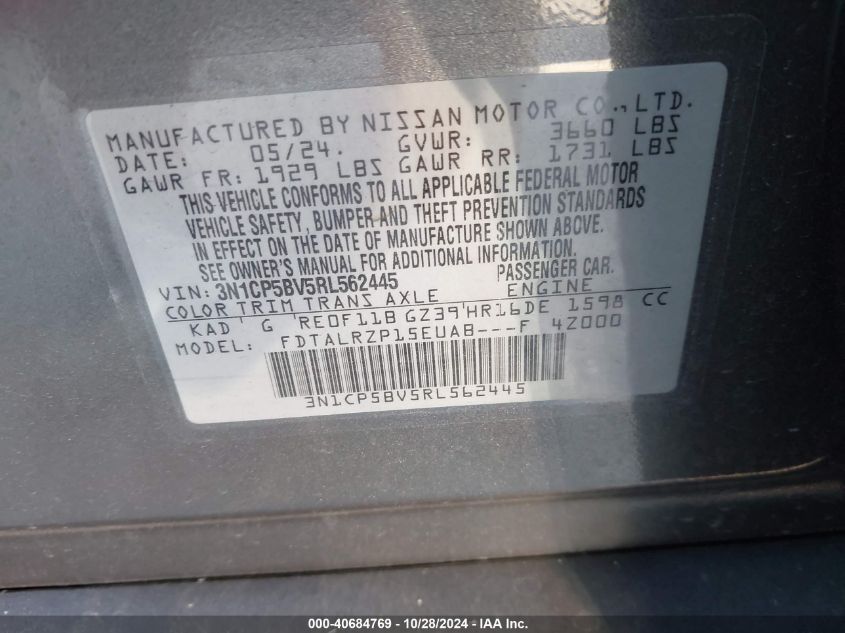 MANUFACTURED BY NISSAN MOTOR CO., LTD.
DATE: 05/24. GVWR: 3660 LBS
GAWR FR: 1929 LBS GAWR RR: 1731 LBS
THIS VEHICLE CONFORMS TO ALL APPLICABLE FEDERAL MOTOR
VEHICLE SAFETY, BUMPER AND THEFT PREVENTION STANDARDS
IN EFFECT ON THE DATE OF MANUFACTURE SHOWN ABOVE.
SEE OWNER'S MANUAL FOR ADDITIONAL INFORMATION.
VIN: 3N1CP5BV5RL562445 PASSENGER CAR.
COLOR TRIM TRANS AXLE ENGINE
KAD G RE0F11B GZ39 HR16DE 1598 CC
MODEL: FDTALRZP15EUAB---F 4Z000
3N1CP5BV5RL562445
000-40684769 - 10/28/2024 - IAA Inc.